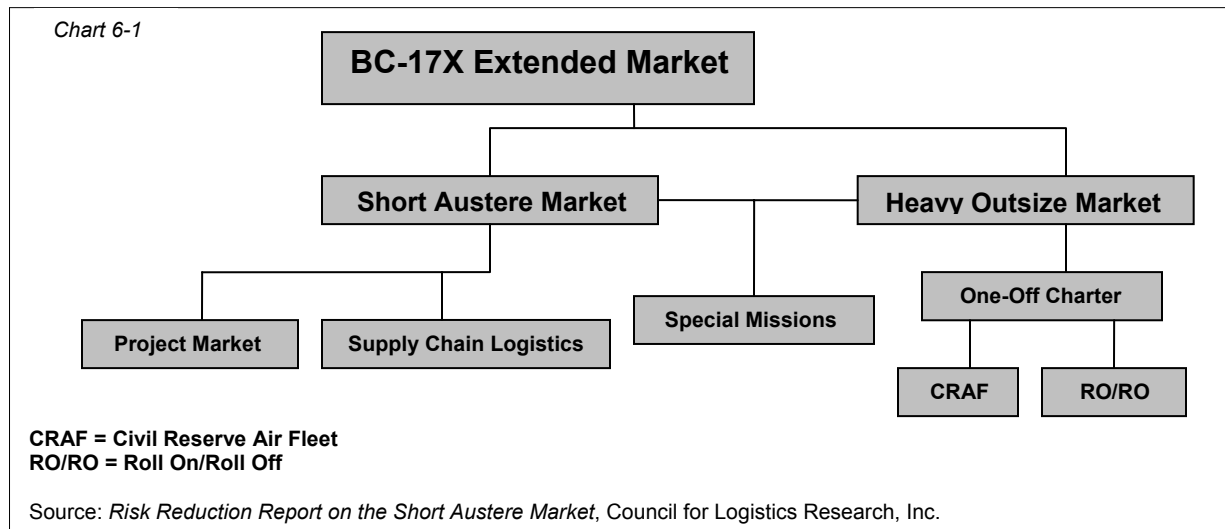 Chart 6-1
BC-17X Extended Market
Short Austere Market
Heavy Outsize Market
Project Market
Supply Chain Logistics
Special Missions
One-Off Charter
CRAF
RO/RO
CRAF = Civil Reserve Air Fleet
RO/RO = Roll On/Roll Off
Source: Risk Reduction Report on the Short Austere Market, Council for Logistics Research, Inc.